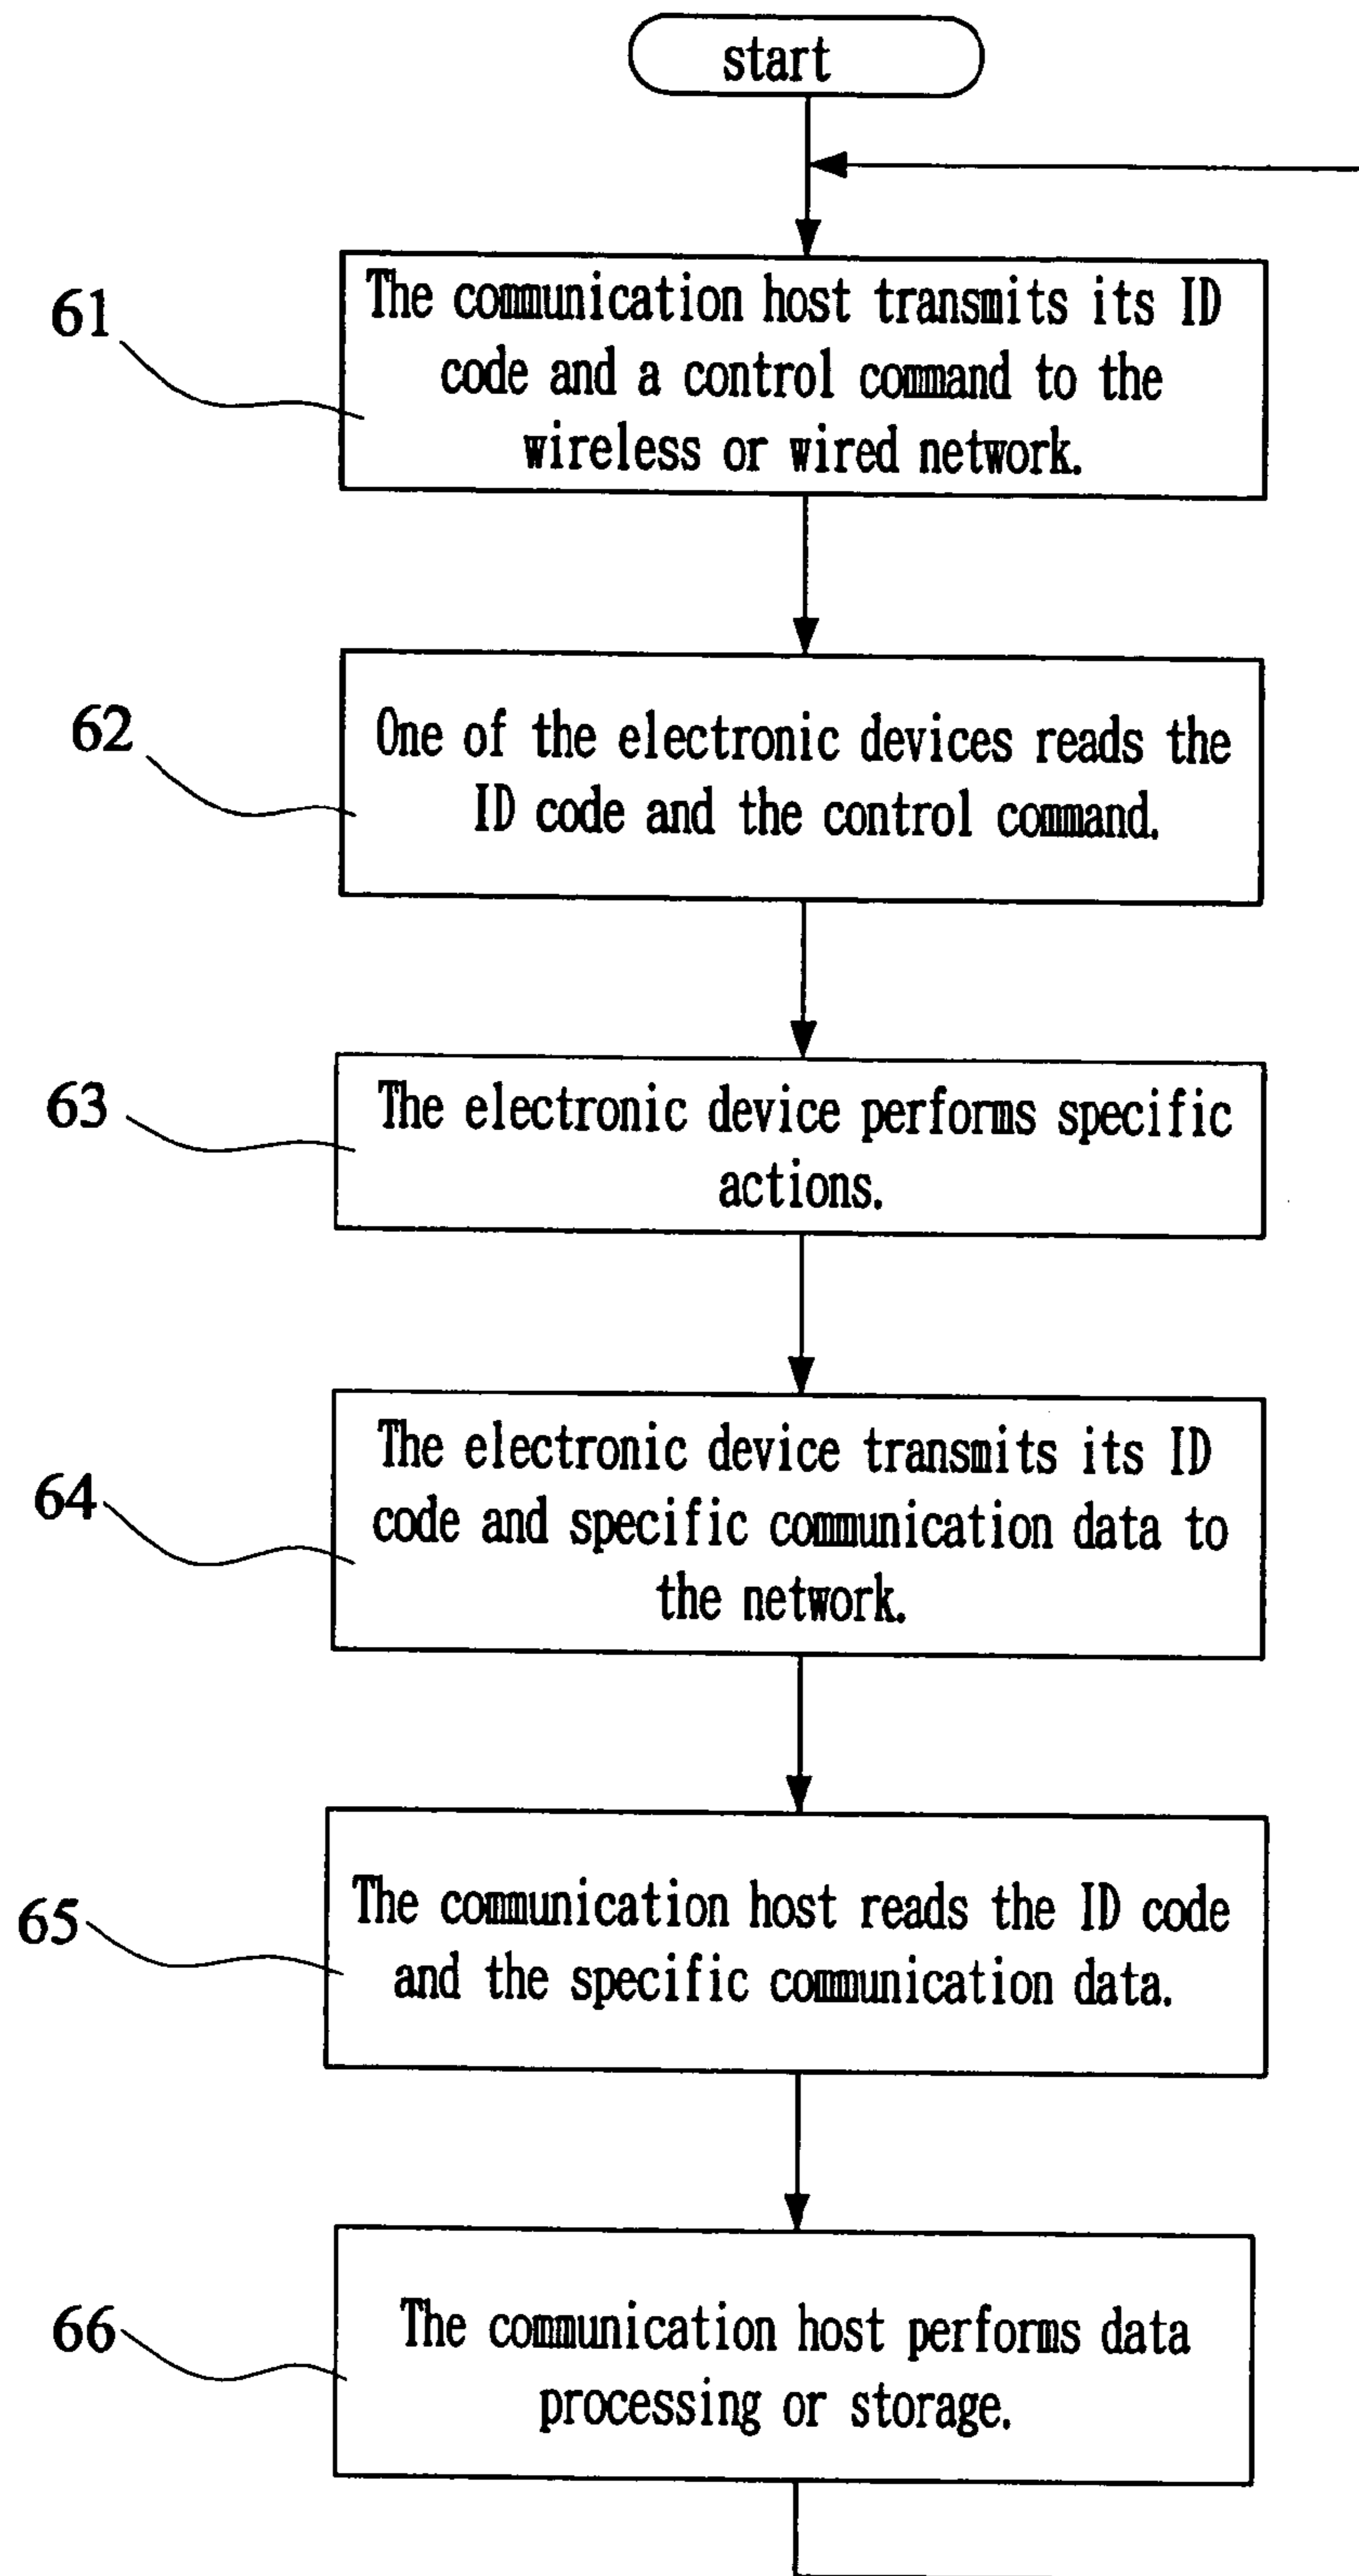 start
61
The communication host transmits its ID
code and a control command to the
wireless or wired network.
62
One of the electronic devices reads the
ID code and the control command.
63
The electronic device performs specific
actions.
64
The electronic device transmits its ID
code and specific communication data to
the network.
65
The communication host reads the ID code
and the specific communication data.
66
The communication host performs data
processing or storage.